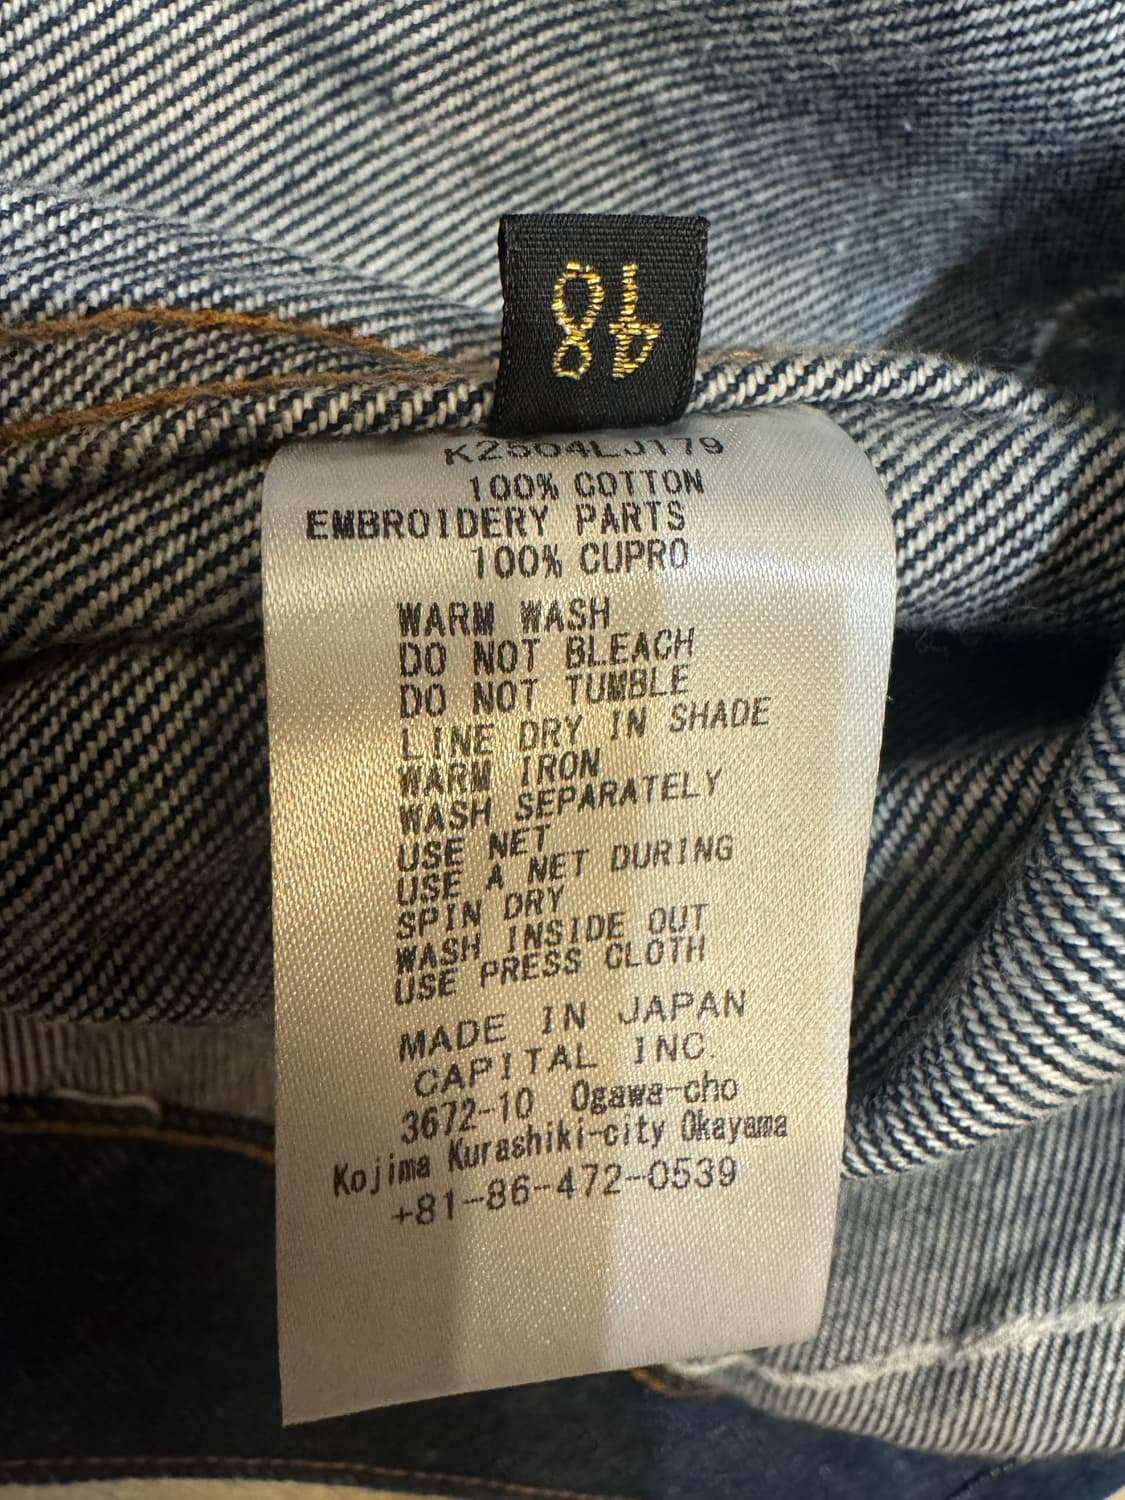 48
K2504LJ179
100% COTTON
EMBROIDERY PARTS
100% CUPRO
WARM WASH
DO NOT BLEACH
DO NOT TUMBLE
LINE DRY IN SHADE
WARM IRON
WASH SEPARATELY
USE NET
USE A NET DURING
SPIN DRY
WASH INSIDE OUT
USE PRESS CLOTH
MADE IN JAPAN
CAPITAL INC.
3672-10 Ogawa-cho
Kojima Kurashiki-city Okayama
+81-86-472-0539